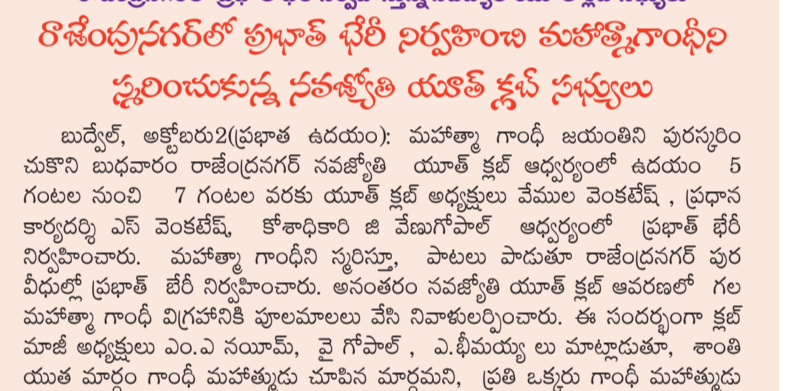 రాజేంద్రనగర్‌లో ప్రభాత్ భేరీ నిర్వహించి మహాత్మాగాంధీని
స్మరించుకున్న నవజ్యోతి యూత్ క్లబ్ సభ్యులు
బుద్వేల్, అక్టోబరు2(ప్రభాత ఉదయం): మహాత్మా గాంధీ జయంతిని పురస్కరిం
చుకొని బుధవారం రాజేంద్రనగర్ నవజ్యోతి యూత్ క్లబ్ ఆధ్వర్యంలో ఉదయం 5
గంటల నుంచి 7 గంటల వరకు యూత్ క్లబ్ అధ్యక్షులు వేముల వెంకటేష్ , ప్రధాన
కార్యదర్శి ఎస్ వెంకటేష్, కోశాధికారి జి వేణుగోపాల్ ఆధ్వర్యంలో ప్రభాత్ భేరీ
నిర్వహించారు. మహాత్మా గాంధీని స్మరిస్తూ, పాటలు పాడుతూ రాజేంద్రనగర్ పుర
వీధుల్లో ప్రభాత్ బేరీ నిర్వహించారు. అనంతరం నవజ్యోతి యూత్ క్లబ్ ఆవరణలో గల
మహాత్మా గాంధీ విగ్రహానికి పూలమాలలు వేసి నివాళులర్పించారు. ఈ సందర్భంగా క్లబ్
మాజీ అధ్యక్షులు ఎం.ఎ నయీమ్, వై గోపాల్ , ఎ.భీమయ్య లు మాట్లాడుతూ, శాంతి
యుత మార్గం గాంధీ మహాత్ముడు చూపిన మార్గమని, ప్రతి ఒక్కరు గాంధీ మహాత్ముడు